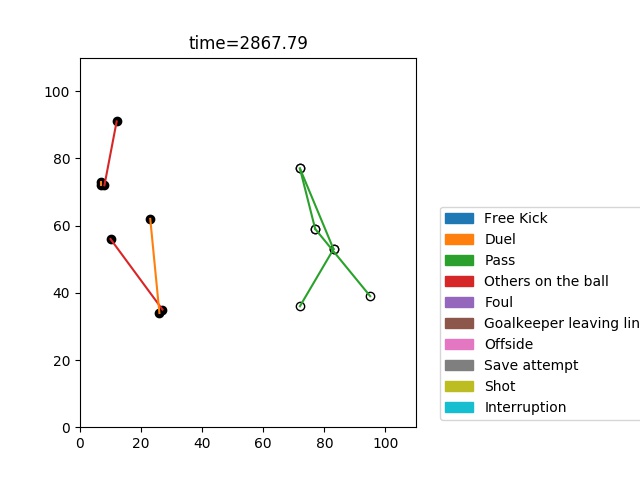 time=2867.79
100
80
60
40
20
0
0 20 40 60 80 100
Free Kick
Duel
Pass
Others on the ball
Foul
Goalkeeper leaving lin
Offside
Save attempt
Shot
Interruption